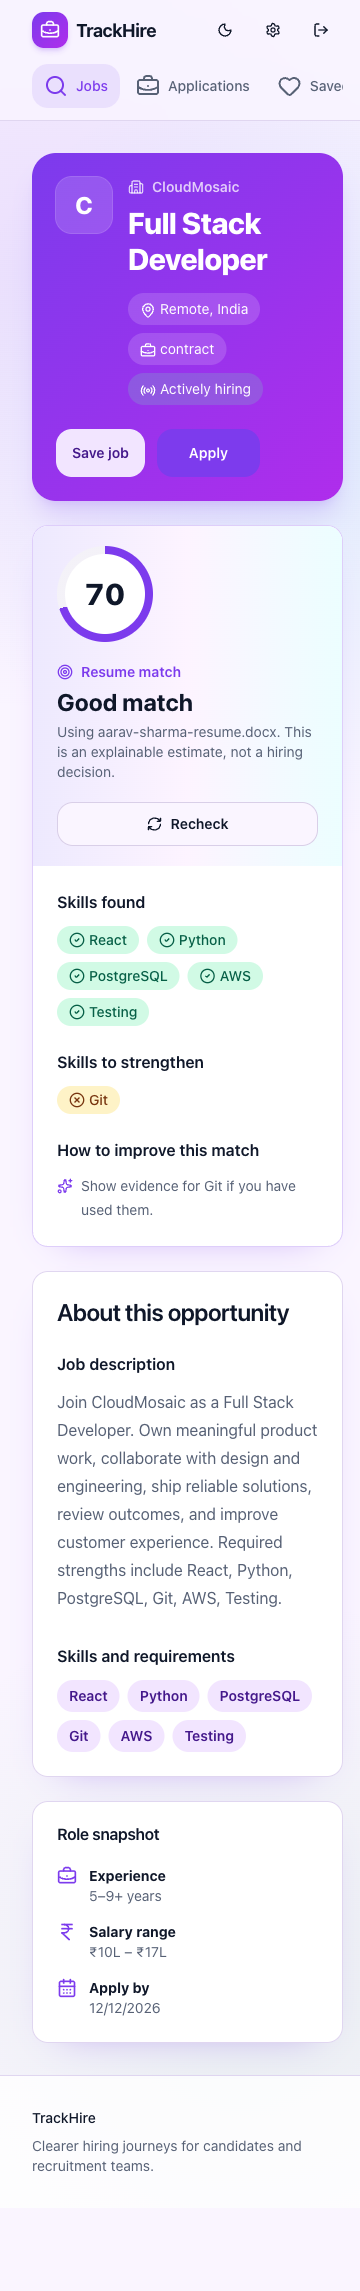 TrackHire
Jobs
Applications
Saved
C
CloudMosaic
Full Stack
Developer
Remote, India
contract
Actively hiring
Save job
Apply
70
Resume match
Good match
Using aarav-sharma-resume.docx. This
is an explainable estimate, not a hiring
decision.
Recheck
Skills found
React
Python
PostgreSQL
AWS
Testing
Skills to strengthen
Git
How to improve this match
Show evidence for Git if you have
used them.
About this opportunity
Job description
Join CloudMosaic as a Full Stack
Developer. Own meaningful product
work, collaborate with design and
engineering, ship reliable solutions,
review outcomes, and improve
customer experience. Required
strengths include React, Python,
PostgreSQL, Git, AWS, Testing.
Skills and requirements
React
Python
PostgreSQL
Git
AWS
Testing
Role snapshot
Experience
5–9+ years
Salary range
₹10L – ₹17L
Apply by
12/12/2026
TrackHire
Clearer hiring journeys for candidates and
recruitment teams.